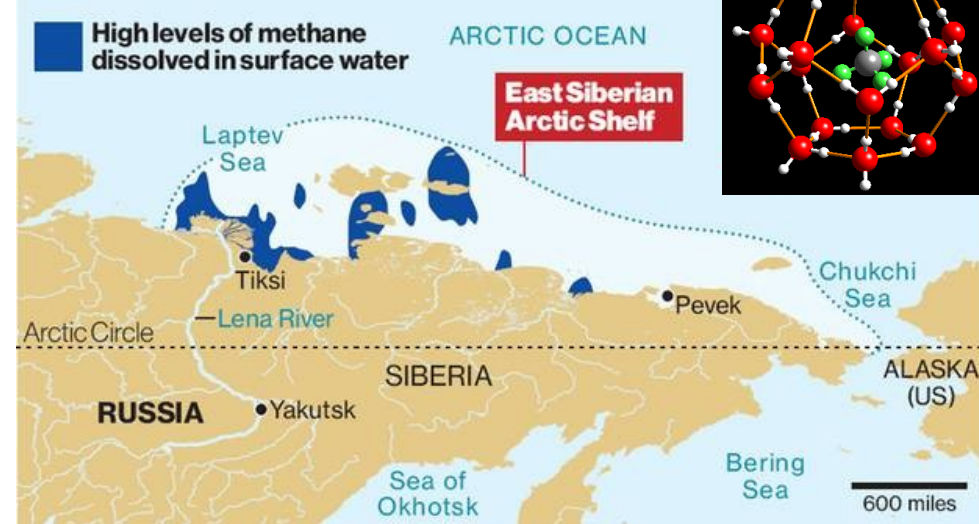 High levels of methane
dissolved in surface water
ARCTIC OCEAN
East Siberian
Arctic Shelf
Laptev
Sea
Tiksi
Chukchi
Sea
Pevek
Lena River
Arctic Circle
SIBERIA
ALASKA
(US)
RUSSIA
Yakutsk
Bering
Sea
Sea of
Okhotsk
600 miles